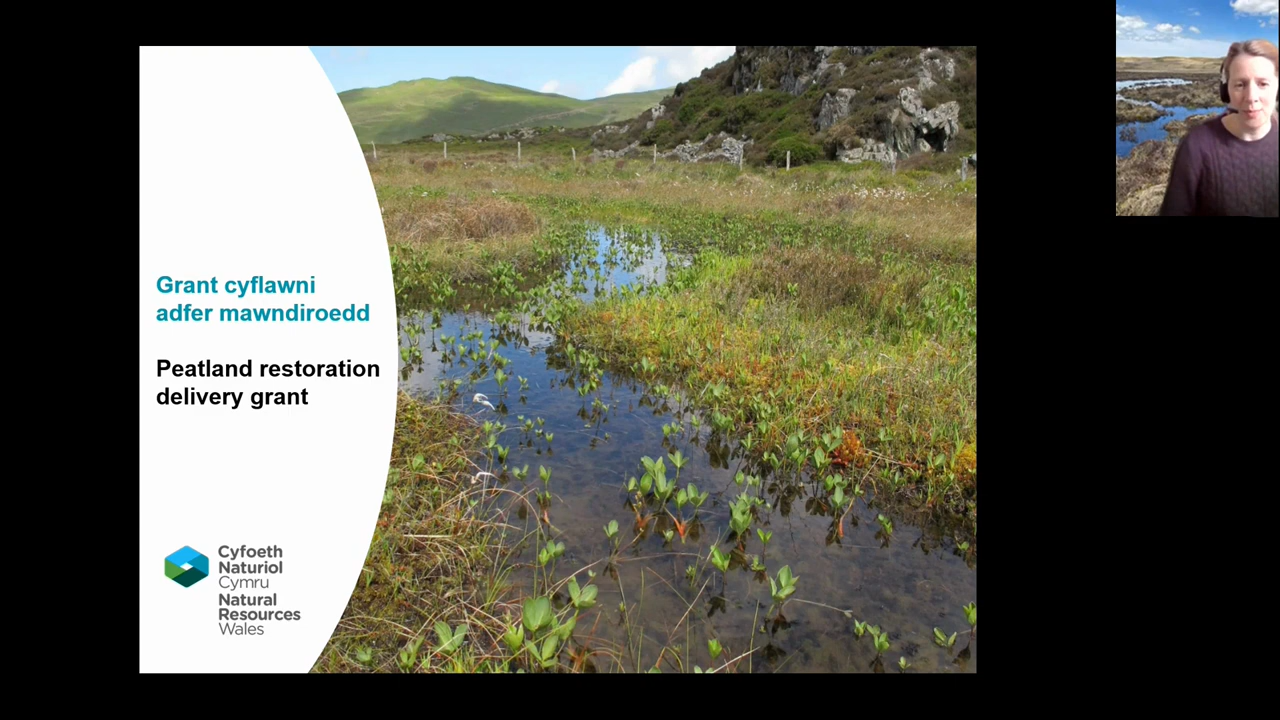 Grant cyflawni
adfer mawndiroedd
Peatland restoration
delivery grant
Cyfoeth
Naturiol
Cymru
Natural
Resources
Wales